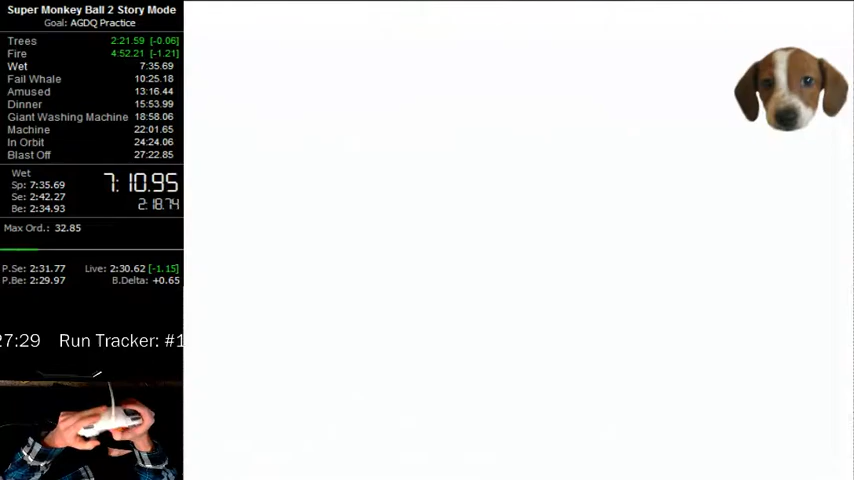 Super Monkey Ball 2 Story Mode
Goal: AGDQ Practice
Trees 2:21.59 [-0.06]
Fire 4:52.21 [-1.21]
Wet 7:35.69
Fail Whale 10:25.18
Amused 13:16.44
Dinner 15:53.99
Giant Washing Machine 18:58.06
Machine 22:01.65
In Orbit 24:24.06
Blast Off 27:22.85
Wet
Sp: 7:35.69 7:10.95
Se: 2:42.27
Be: 2:34.93 2:18.74
Max Ord.: 32.85
P.Se: 2:31.77 Live: 2:30.62 [-1.15]
P.Be: 2:29.97 B.Delta: +0.65
27:29 Run Tracker: #1